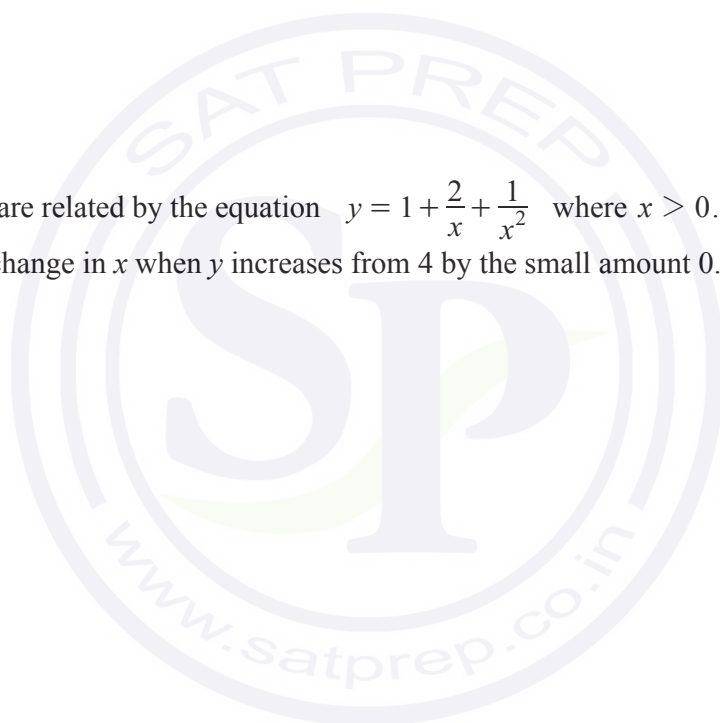 SAT PREP
are related by the equation y = 1 + 2/x + 1/x² where x > 0.
change in x when y increases from 4 by the small amount 0.
SP
www.satprep.co.in